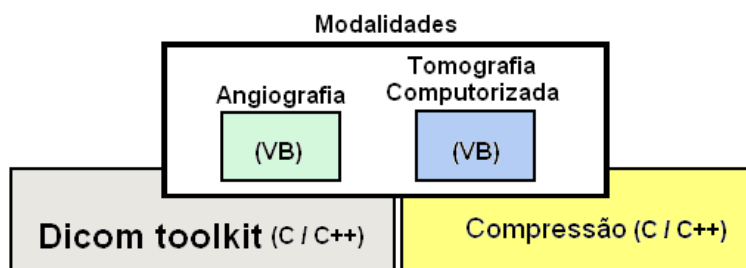 Modalidades
Angiografia
Tomografia
Computorizada
(VB)
(VB)
Dicom toolkit (C / C++)
Compressão (C / C++)